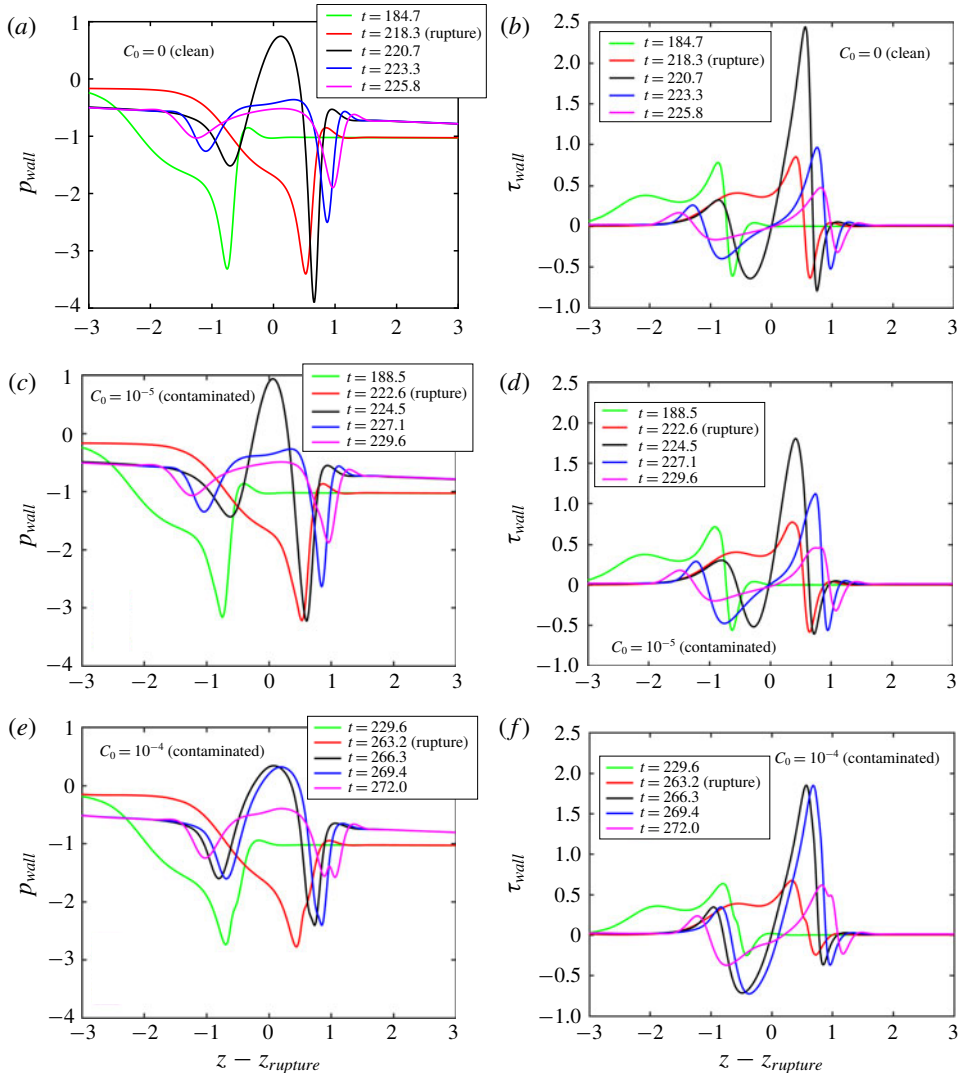 (a)
C₀ = 0 (clean)
t = 184.7
t = 218.3 (rupture)
t = 220.7
t = 223.3
t = 225.8
1
0
−1
−2
−3
−4
p_wall
−3 −2 −1 0 1 2 3
(b)
t = 184.7
t = 218.3 (rupture)
t = 220.7
t = 223.3
t = 225.8
C₀ = 0 (clean)
2.5
2.0
1.5
1.0
0.5
0
−0.5
−1.0
τ_wall
−3 −2 −1 0 1 2 3
(c)
C₀ = 10⁻⁵ (contaminated)
t = 188.5
t = 222.6 (rupture)
t = 224.5
t = 227.1
t = 229.6
1
0
−1
−2
−3
−4
p_wall
−3 −2 −1 0 1 2 3
(d)
t = 188.5
t = 222.6 (rupture)
t = 224.5
t = 227.1
t = 229.6
C₀ = 10⁻⁵ (contaminated)
2.5
2.0
1.5
1.0
0.5
0
−0.5
−1.0
τ_wall
−3 −2 −1 0 1 2 3
(e)
C₀ = 10⁻⁴ (contaminated)
t = 229.6
t = 263.2 (rupture)
t = 266.3
t = 269.4
t = 272.0
1
0
−1
−2
−3
−4
p_wall
−3 −2 −1 0 1 2 3
z − z_rupture
(f)
C₀ = 10⁻⁴ (contaminated)
t = 229.6
t = 263.2 (rupture)
t = 266.3
t = 269.4
t = 272.0
2.5
2.0
1.5
1.0
0.5
0
−0.5
−1.0
τ_wall
−3 −2 −1 0 1 2 3
z − z_rupture